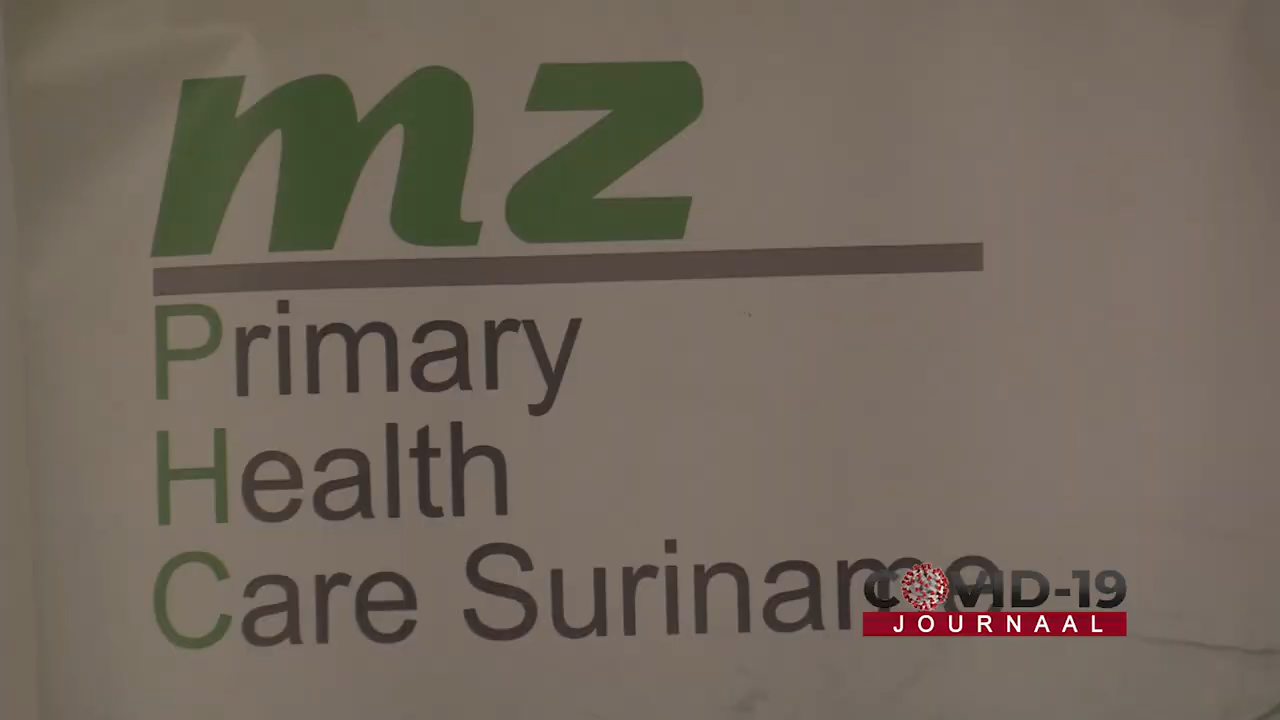 mz
Primary
Health
Care Suriname
COVID-19
JOURNAAL